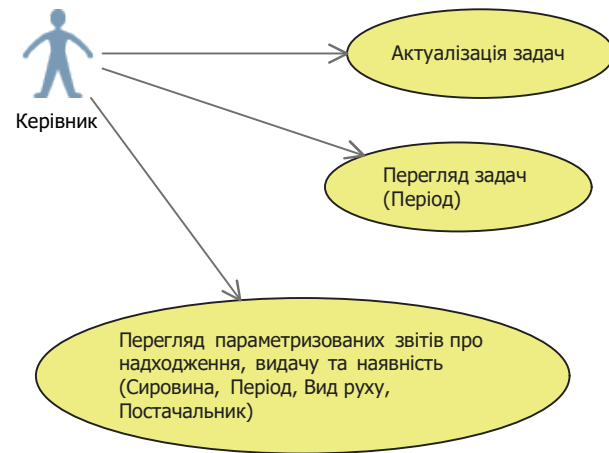 Актуалізація задач
Керівник
Перегляд задач
(Період)
Перегляд параметризованих звітів про
надходження, видачу та наявність
(Сировина, Період, Вид руху,
Постачальник)